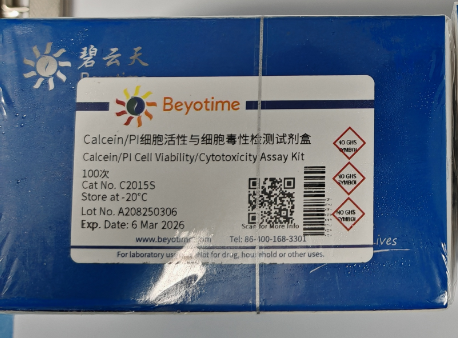 碧云天
Beyotime
Calcein/PI细胞活性与细胞毒性检测试剂盒
Calcein/PI Cell Viability/Cytotoxicity Assay Kit
100次
Cat No. C2015S
Store at -20°C
Lot No. A208250306
Exp. Date: 6 Mar 2026
NO GHS
SYMBOL
NO GHS
SYMBOL
NO GHS
SYMBOL
Scan for More Info
www.beyotime.com Tel: 86-400-168-3301
For laboratory use only. Not for drug, household or other uses.